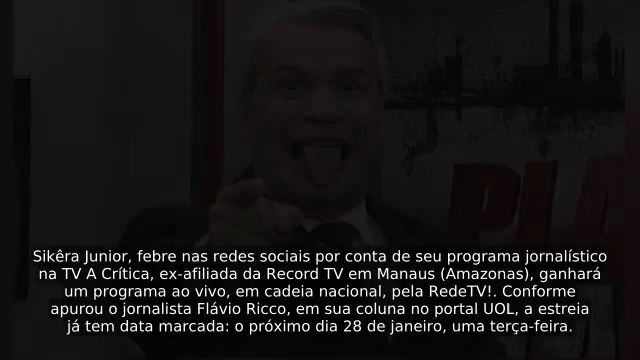 Sikêra Junior, febre nas redes sociais por conta de seu programa jornalístico
na TV A Crítica, ex-afiliada da Record TV em Manaus (Amazonas), ganhará
um programa ao vivo, em cadeia nacional, pela RedeTV!. Conforme
apurou o jornalista Flávio Ricco, em sua coluna no portal UOL, a estreia
já tem data marcada: o próximo dia 28 de janeiro, uma terça-feira.